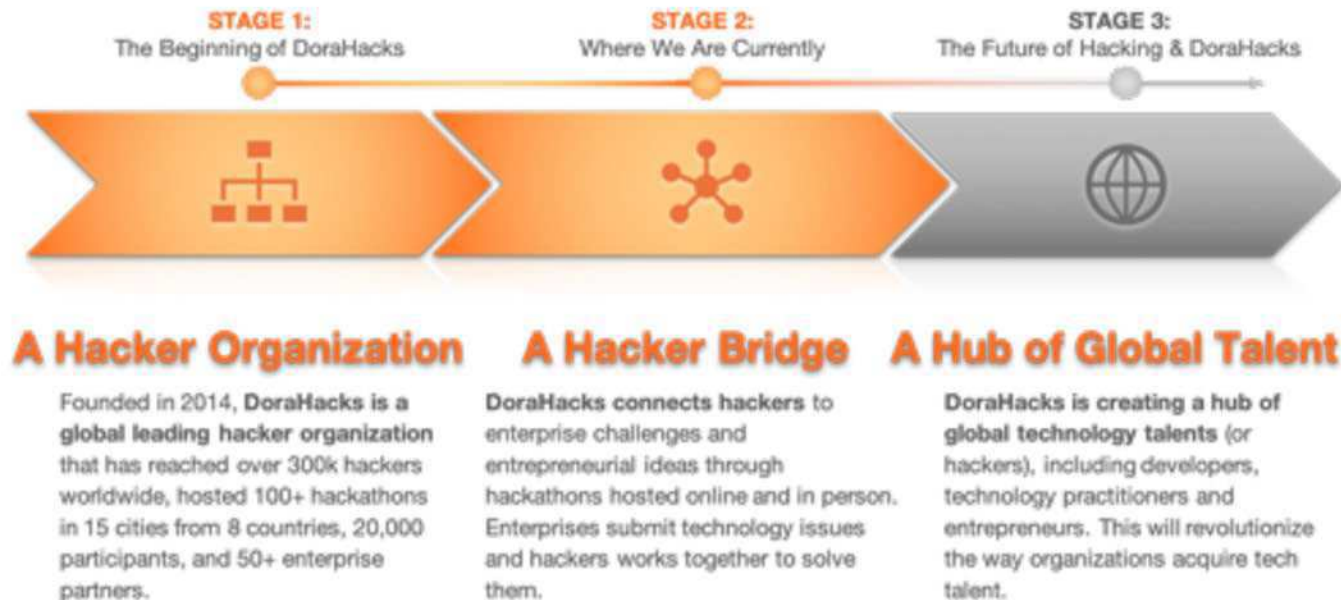 STAGE 1:
The Beginning of DoraHacks
STAGE 2:
Where We Are Currently
STAGE 3:
The Future of Hacking & DoraHacks
A Hacker Organization
Founded in 2014, DoraHacks is a
global leading hacker organization
that has reached over 300k hackers
worldwide, hosted 100+ hackathons
in 15 cities from 8 countries, 20,000
participants, and 50+ enterprise
partners.
A Hacker Bridge
DoraHacks connects hackers to
enterprise challenges and
entrepreneurial ideas through
hackathons hosted online and in person.
Enterprises submit technology issues
and hackers works together to solve
them.
A Hub of Global Talent
DoraHacks is creating a hub of
global technology talents (or
hackers), including developers,
technology practitioners and
entrepreneurs. This will revolutionize
the way organizations acquire tech
talent.